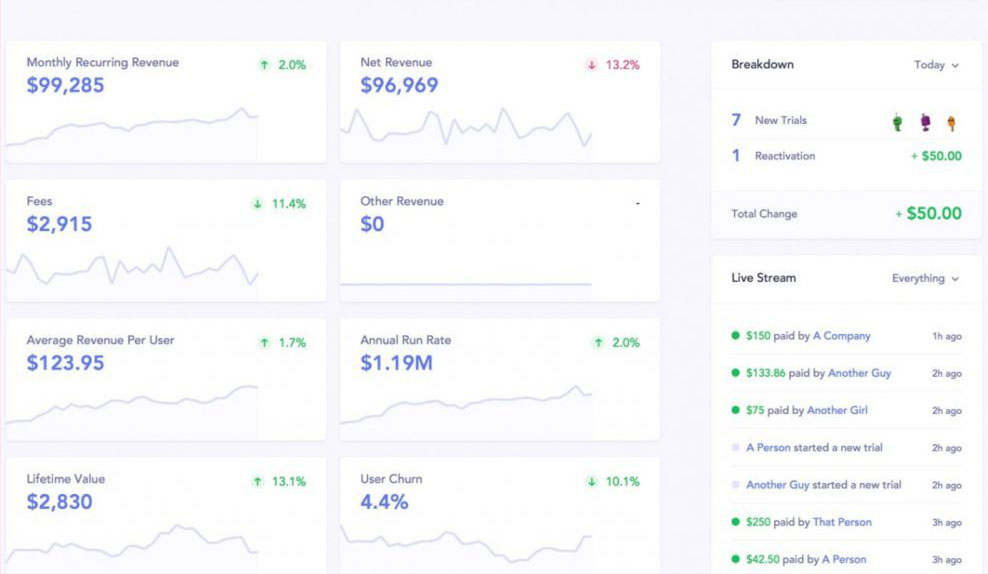 Monthly Recurring Revenue
↑ 2.0%
$99,285
Net Revenue
↓ 13.2%
$96,969
Fees
↓ 11.4%
$2,915
Other Revenue
-
$0
Average Revenue Per User
↑ 1.7%
$123.95
Annual Run Rate
↑ 2.0%
$1.19M
Lifetime Value
↑ 13.1%
$2,830
User Churn
↓ 10.1%
4.4%
Breakdown
Today
7 New Trials
1 Reactivation + $50.00
Total Change + $50.00
Live Stream
Everything
$150 paid by A Company 1h ago
$133.86 paid by Another Guy 2h ago
$75 paid by Another Girl 2h ago
A Person started a new trial 2h ago
Another Guy started a new trial 2h ago
$250 paid by That Person 3h ago
$42.50 paid by A Person 3h ago